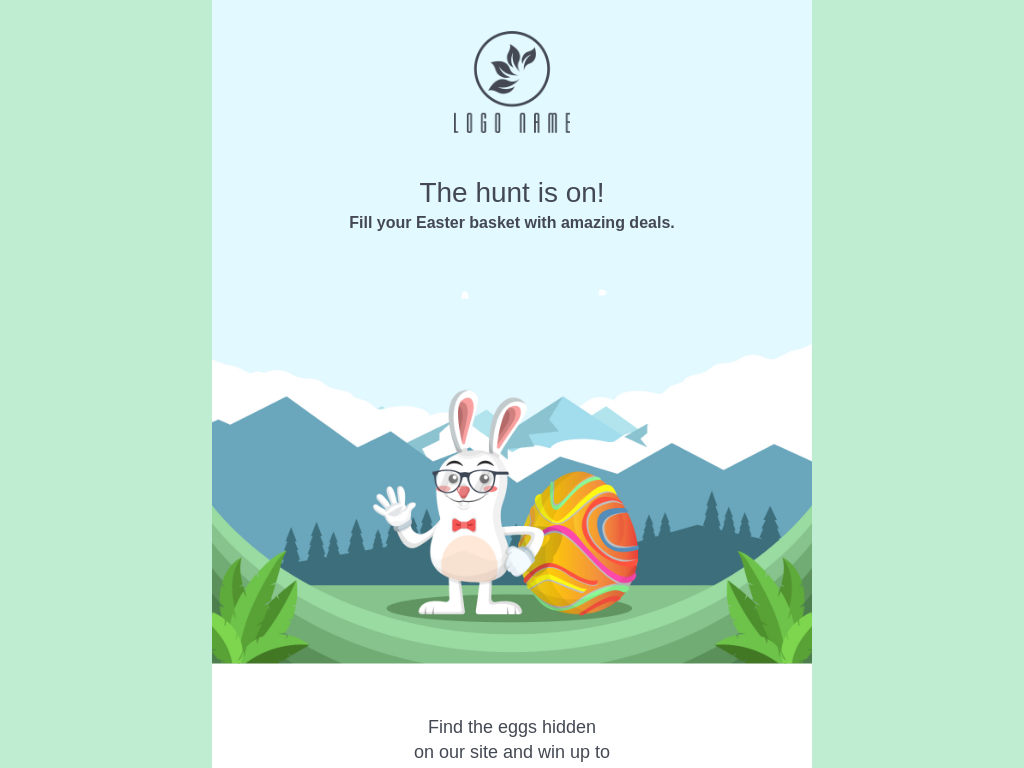 LOGO NAME
The hunt is on!
Fill your Easter basket with amazing deals.
Find the eggs hidden
on our site and win up to